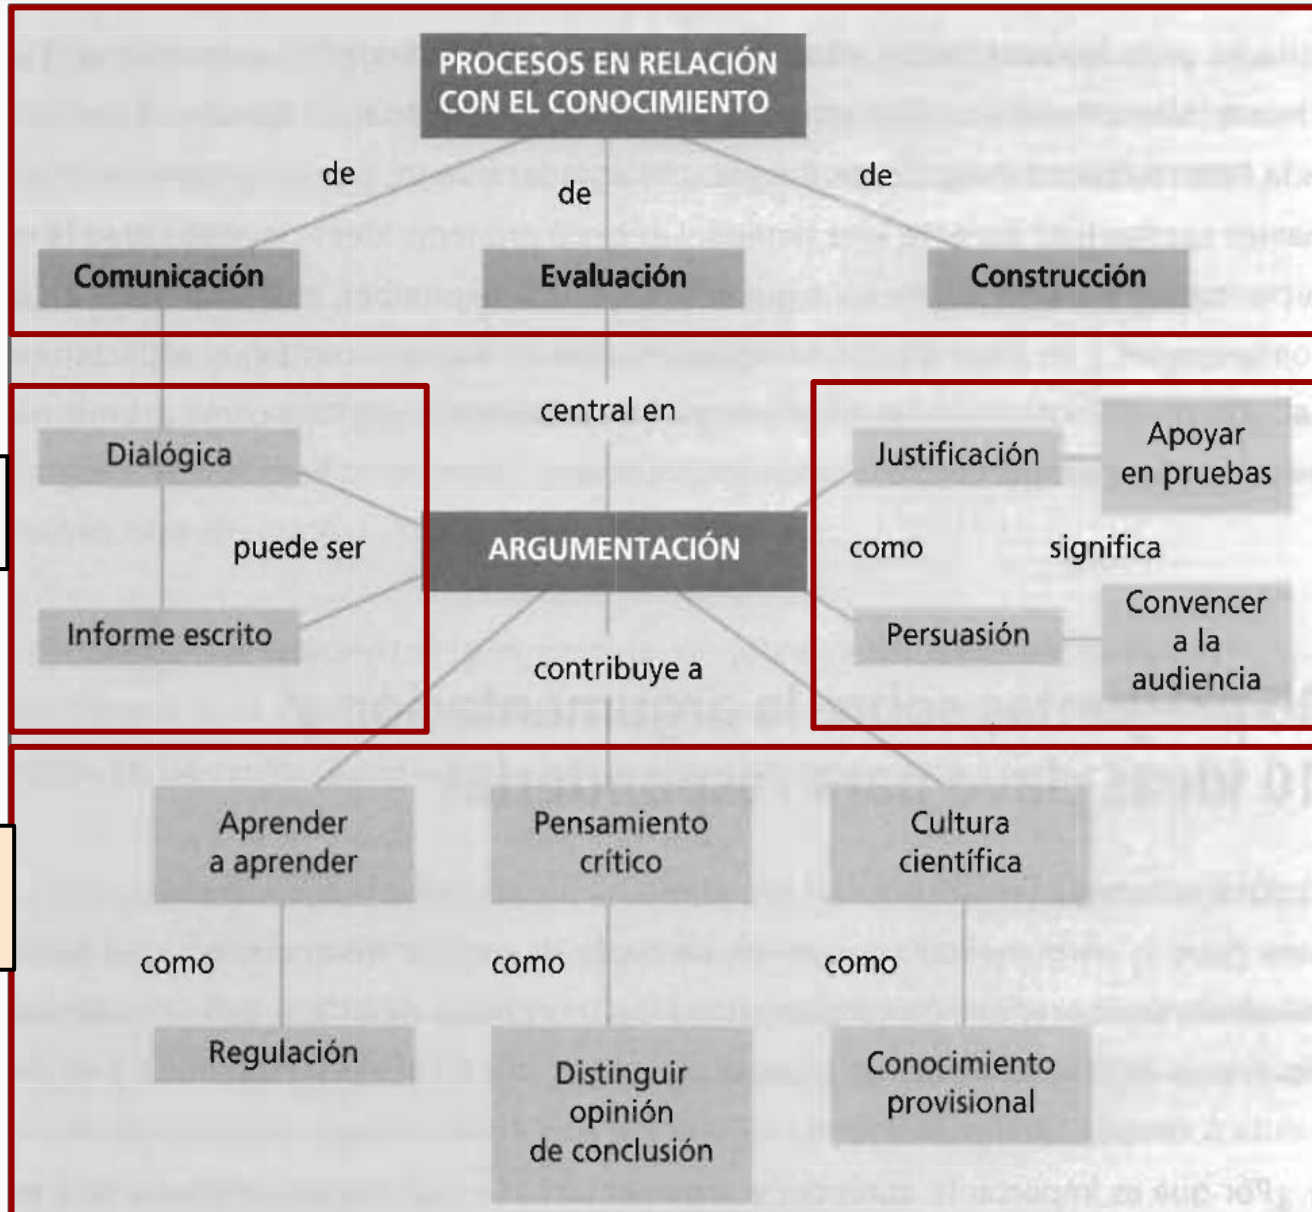 PROCESOS EN RELACIÓN
CON EL CONOCIMIENTO
de
de
de
Comunicación
Evaluación
Construcción
central en
Dialógica
Justificación
Apoyar
en pruebas
puede ser
ARGUMENTACIÓN
como
significa
Informe escrito
Persuasión
Convencer
a la
audiencia
contribuye a
Aprender
a aprender
Pensamiento
crítico
Cultura
científica
como
como
como
Regulación
Distinguir
opinión
de conclusión
Conocimiento
provisional